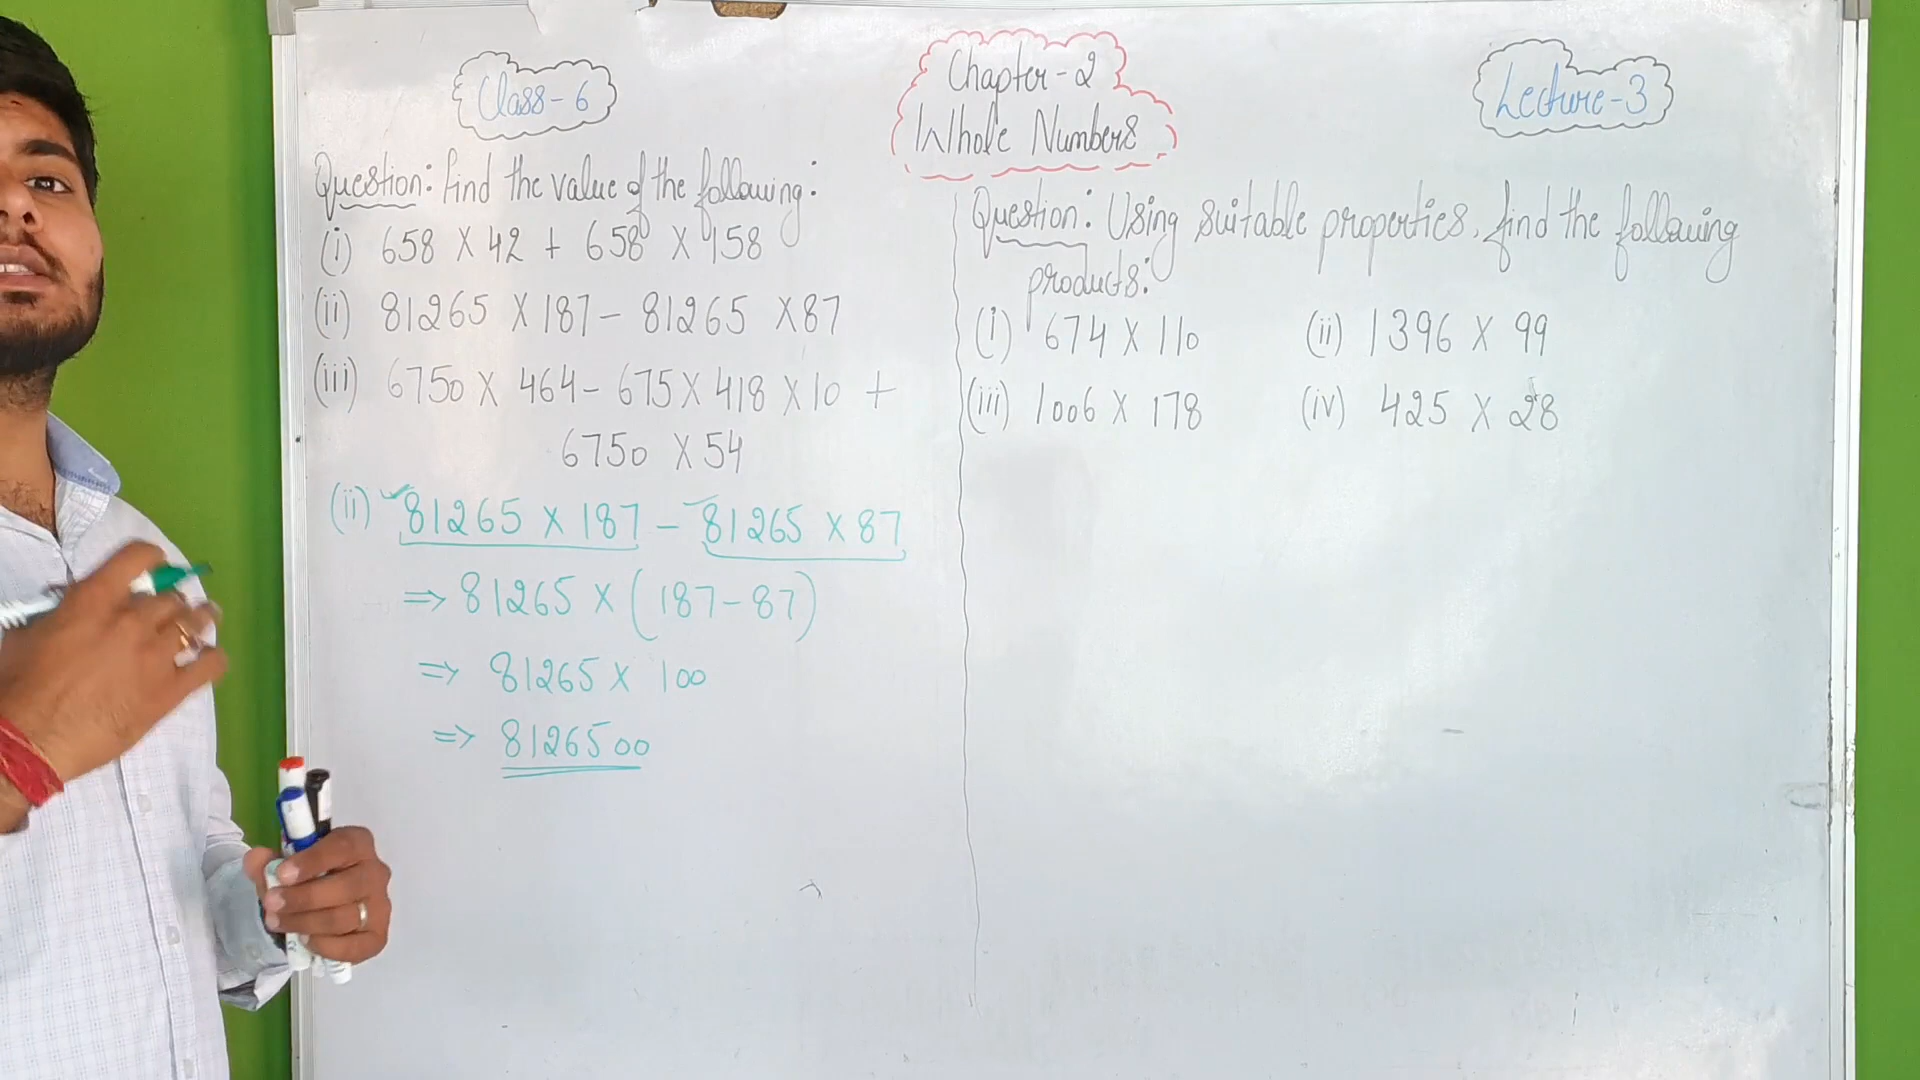 Class-6
Chapter-2
Whole Numbers
Lecture-3
Question: Find the value of the following:
(i) 658 X 42 + 658 X 158
(ii) 81265 X 187 - 81265 X 87
(iii) 6750 X 464 - 675 X 418 X 10 +
6750 X 54
(ii) 81265 X 187 - 81265 X 87
⇒ 81265 X (187 - 87)
⇒ 81265 X 100
⇒ 8126500
Question: Using suitable properties, find the following
products:
(i) 674 X 110 (ii) 1396 X 99
(iii) 1006 X 178 (iv) 425 X 28